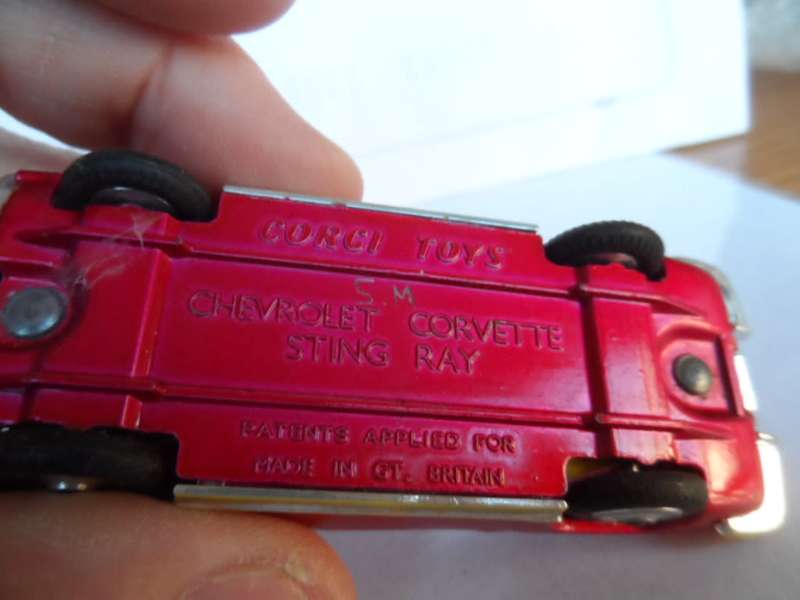 CORGI TOYS
S.M
CHEVROLET CORVETTE
STING RAY
PATENTS APPLIED FOR
MADE IN GT. BRITAIN